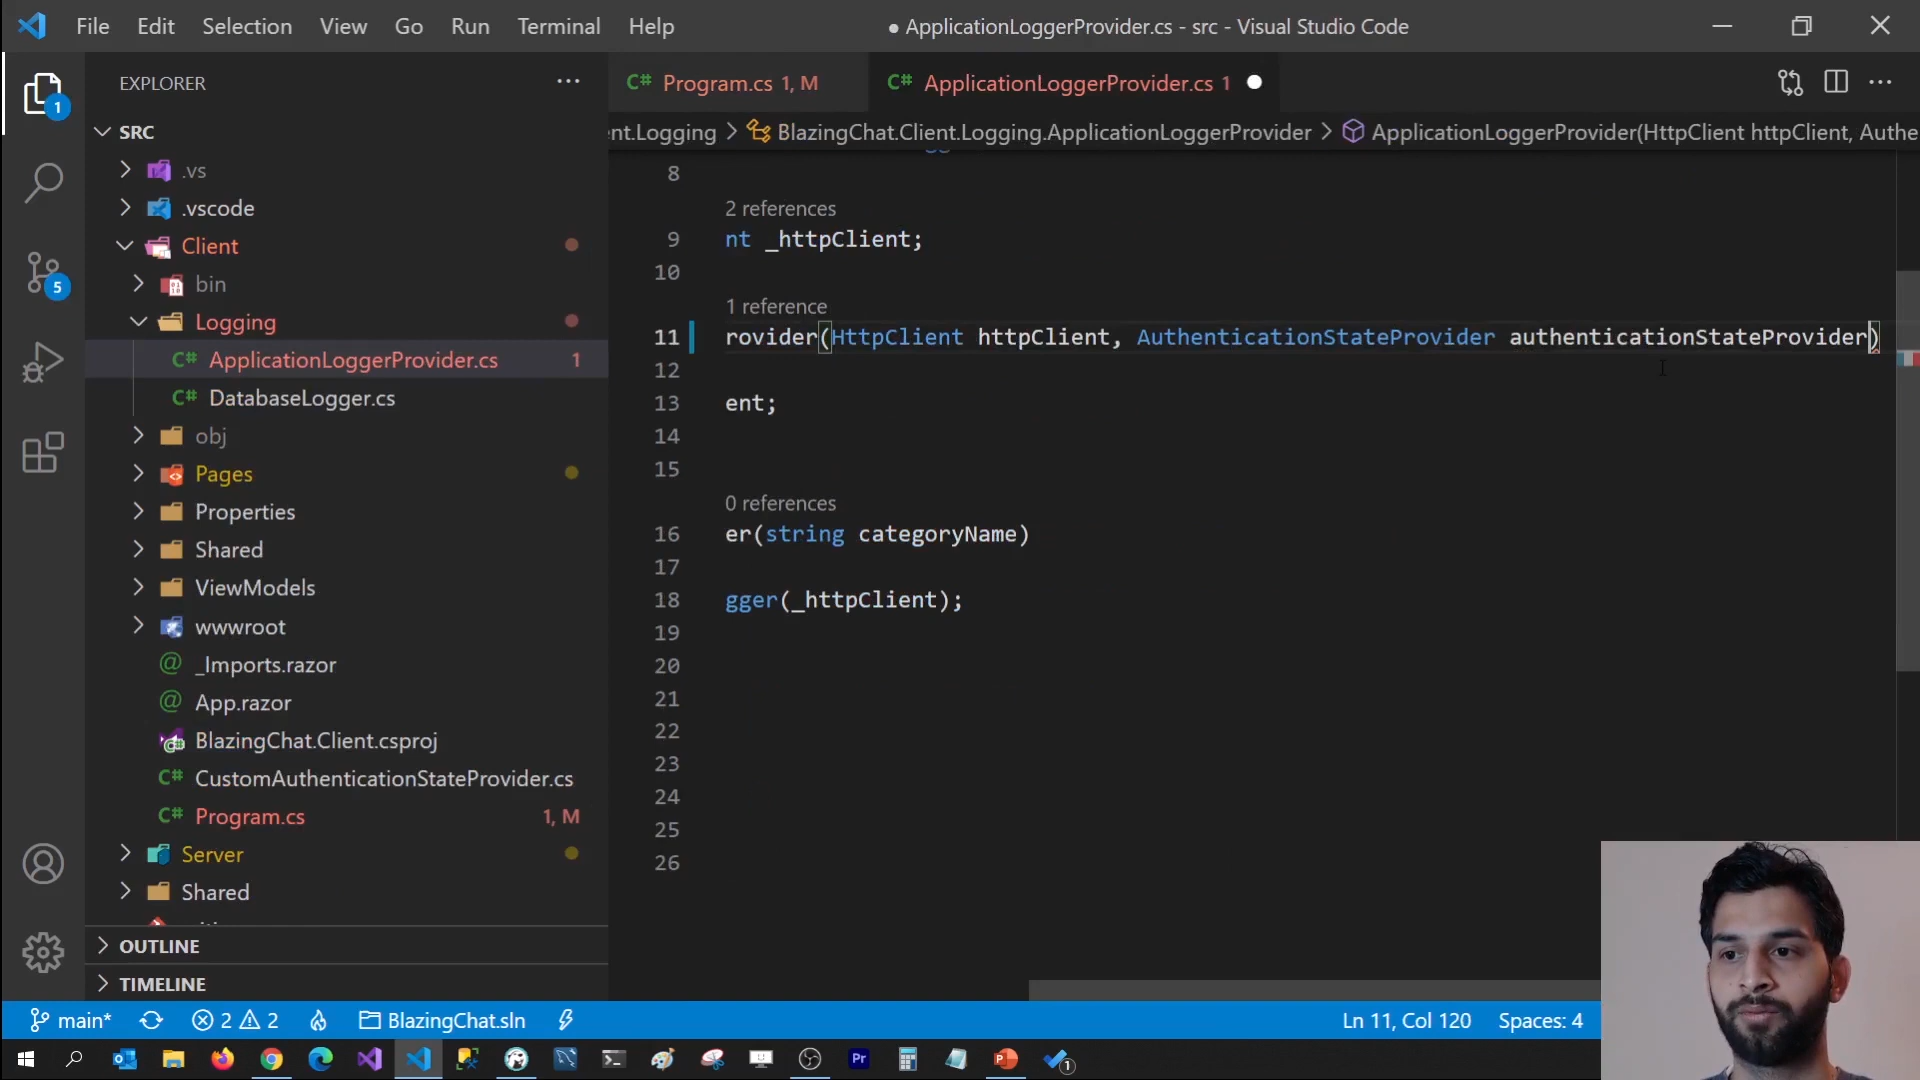 File Edit Selection View Go Run Terminal Help
● ApplicationLoggerProvider.cs - src - Visual Studio Code
EXPLORER
Program.cs 1, M
ApplicationLoggerProvider.cs 1
SRC
nt.Logging > BlazingChat.Client.Logging.ApplicationLoggerProvider > ApplicationLoggerProvider(HttpClient httpClient, Authe
.vs
.vscode
Client
bin
Logging
ApplicationLoggerProvider.cs 1
DatabaseLogger.cs
obj
Pages
Properties
Shared
ViewModels
wwwroot
_Imports.razor
App.razor
BlazingChat.Client.csproj
CustomAuthenticationStateProvider.cs
Program.cs 1, M
Server
Shared
OUTLINE
TIMELINE
8
2 references
9 nt _httpClient;
10
1 reference
11 rovider(HttpClient httpClient, AuthenticationStateProvider authenticationStateProvider)
12
13 ent;
14
15
0 references
16 er(string categoryName)
17
18 gger(_httpClient);
19
20
21
22
23
24
25
26
1
5
main* 2 2 BlazingChat.sln
Ln 11, Col 120 Spaces: 4
Pr
1